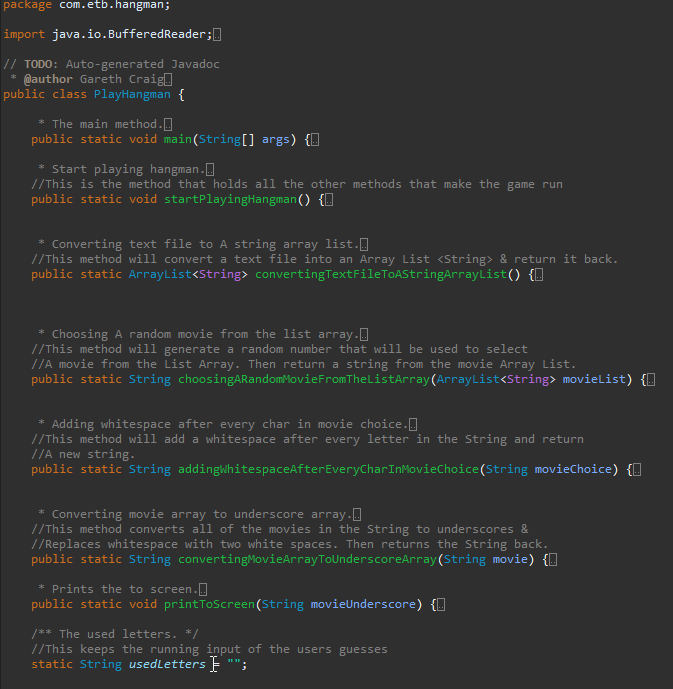 package com.etb.hangman;
import java.io.BufferedReader;
// TODO: Auto-generated Javadoc
* @author Gareth Craig
public class PlayHangman {
* The main method.
public static void main(String[] args) {
* Start playing hangman.
//This is the method that holds all the other methods that make the game run
public static void startPlayingHangman() {
* Converting text file to A string array list.
//This method will convert a text file into an Array List <String> & return it back.
public static ArrayList<String> convertingTextFileToAStringArrayList() {
* Choosing A random movie from the list array.
//This method will generate a random number that will be used to select
//A movie from the List Array. Then return a string from the movie Array List.
public static String choosingARandomMovieFromTheListArray(ArrayList<String> movieList) {
* Adding whitespace after every char in movie choice.
//This method will add a whitespace after every letter in the String and return
//A new string.
public static String addingWhitespaceAfterEveryCharInMovieChoice(String movieChoice) {
* Converting movie array to underscore array.
//This method converts all of the movies in the String to underscores &
//Replaces whitespace with two white spaces. Then returns the String back.
public static String convertingMovieArrayToUnderscoreArray(String movie) {
* Prints the to screen.
public static void printToScreen(String movieUnderscore) {
/** The used letters. */
//This keeps the running input of the users guesses
static String usedLetters = "";